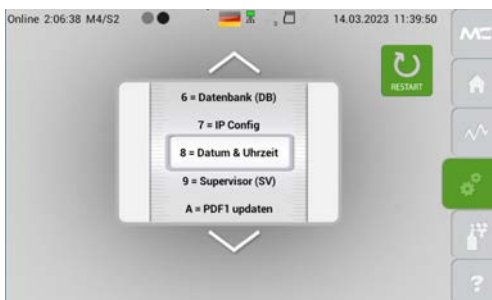 Online 2:06:38 M4/S2 14.03.2023 11:39:50
MC
RESTART
6 = Datenbank (DB)
7 = IP Config
8 = Datum & Uhrzeit
9 = Supervisor (SV)
A = PDF1 updaten
?